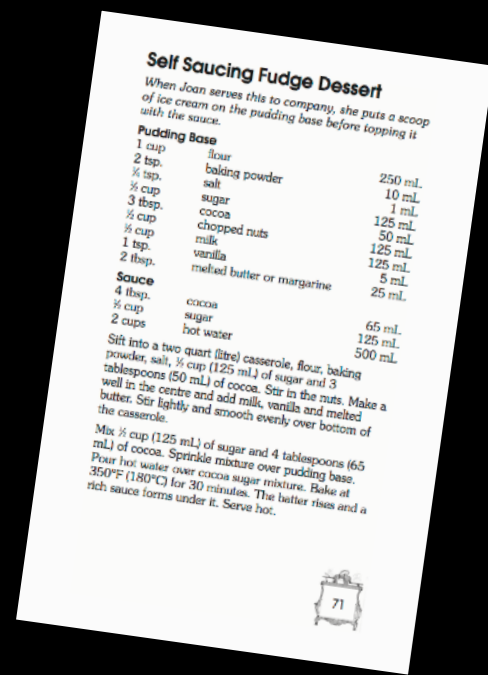 Self Saucing Fudge Dessert
When Joan serves this to company, she puts a scoop
of ice cream on the pudding base before topping it
with the sauce.
Pudding Base
1 cup flour 250 mL
2 tsp. baking powder 10 mL
¼ tsp. salt 1 mL
½ cup sugar 125 mL
3 tbsp. cocoa 50 mL
½ cup chopped nuts 125 mL
½ cup milk 125 mL
1 tsp. vanilla 5 mL
2 tbsp. melted butter or margarine 25 mL
Sauce
4 tbsp. cocoa 65 mL
½ cup sugar 125 mL
2 cups hot water 500 mL
Sift into a two quart (litre) casserole, flour, baking
powder, salt, ½ cup (125 mL) of sugar and 3
tablespoons (50 mL) of cocoa. Stir in the nuts. Make a
well in the centre and add milk, vanilla and melted
butter. Stir lightly and smooth evenly over bottom of
the casserole.
Mix ½ cup (125 mL) of sugar and 4 tablespoons (65
mL) of cocoa. Sprinkle mixture over pudding base.
Pour hot water over cocoa sugar mixture. Bake at
350°F (180°C) for 30 minutes. The batter rises and a
rich sauce forms under it. Serve hot.
71